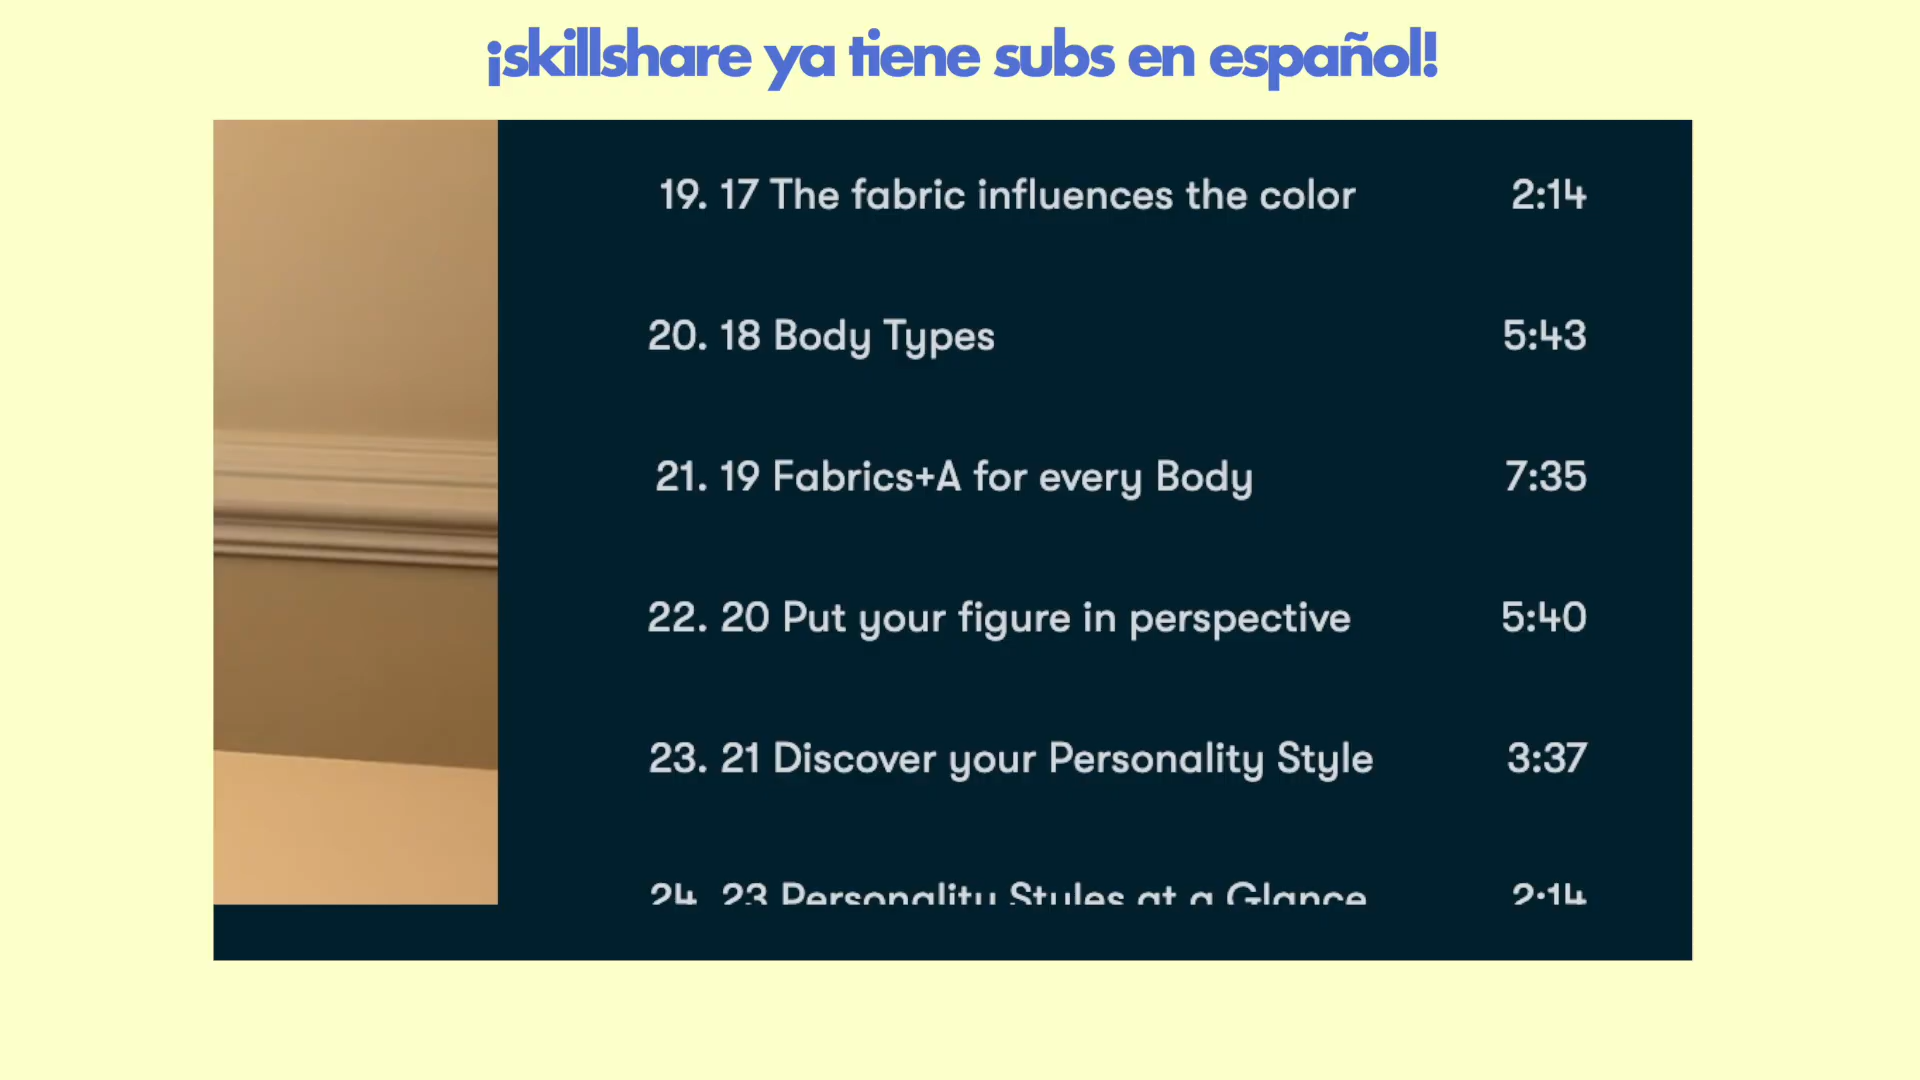 ¡skillshare ya tiene subs en español!
19. 17 The fabric influences the color 2:14
20. 18 Body Types 5:43
21. 19 Fabrics+A for every Body 7:35
22. 20 Put your figure in perspective 5:40
23. 21 Discover your Personality Style 3:37
24. 23 Personality Styles at a Glance 2:14